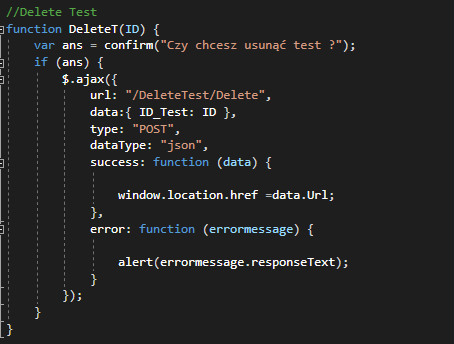 //Delete Test
function DeleteT(ID) {
var ans = confirm("Czy chcesz usunąć test ?");
if (ans) {
$.ajax({
url: "/DeleteTest/Delete",
data:{ ID_Test: ID },
type: "POST",
dataType: "json",
success: function (data) {
window.location.href =data.Url;
},
error: function (errormessage) {
alert(errormessage.responseText);
}
});
}
}